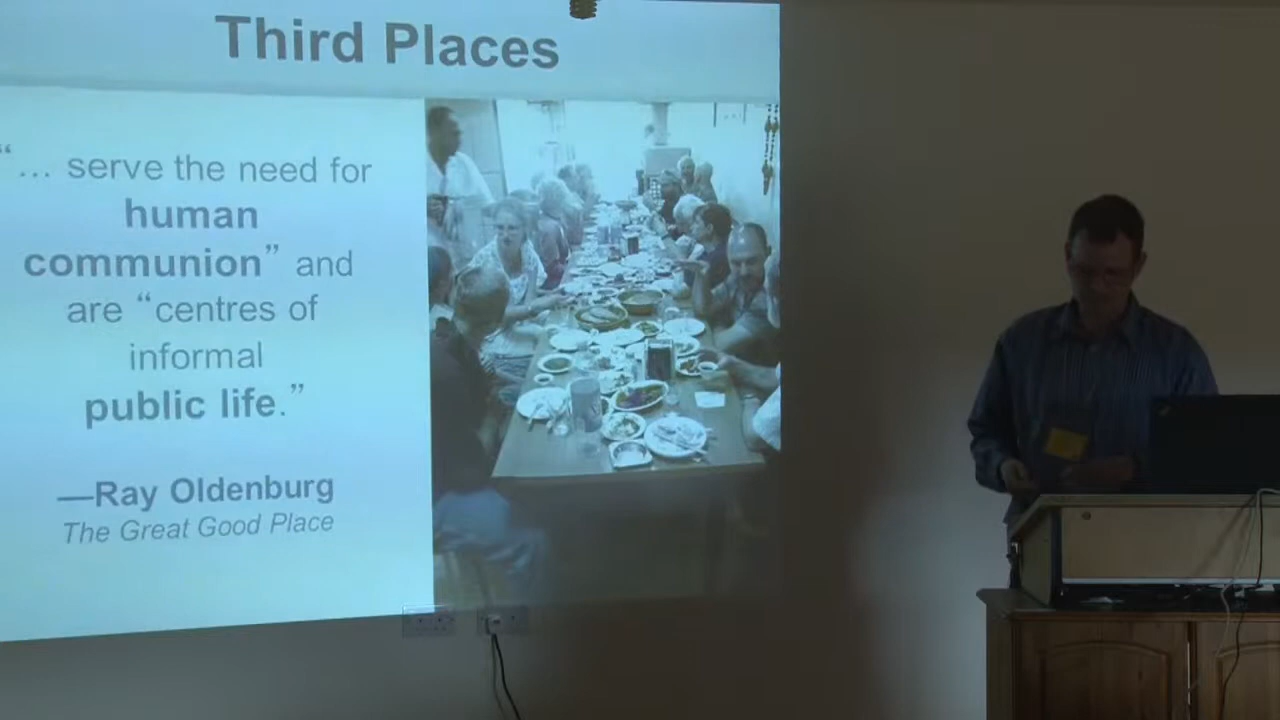 Third Places
“… serve the need for
human
communion” and
are “centres of
informal
public life.”
—Ray Oldenburg
The Great Good Place